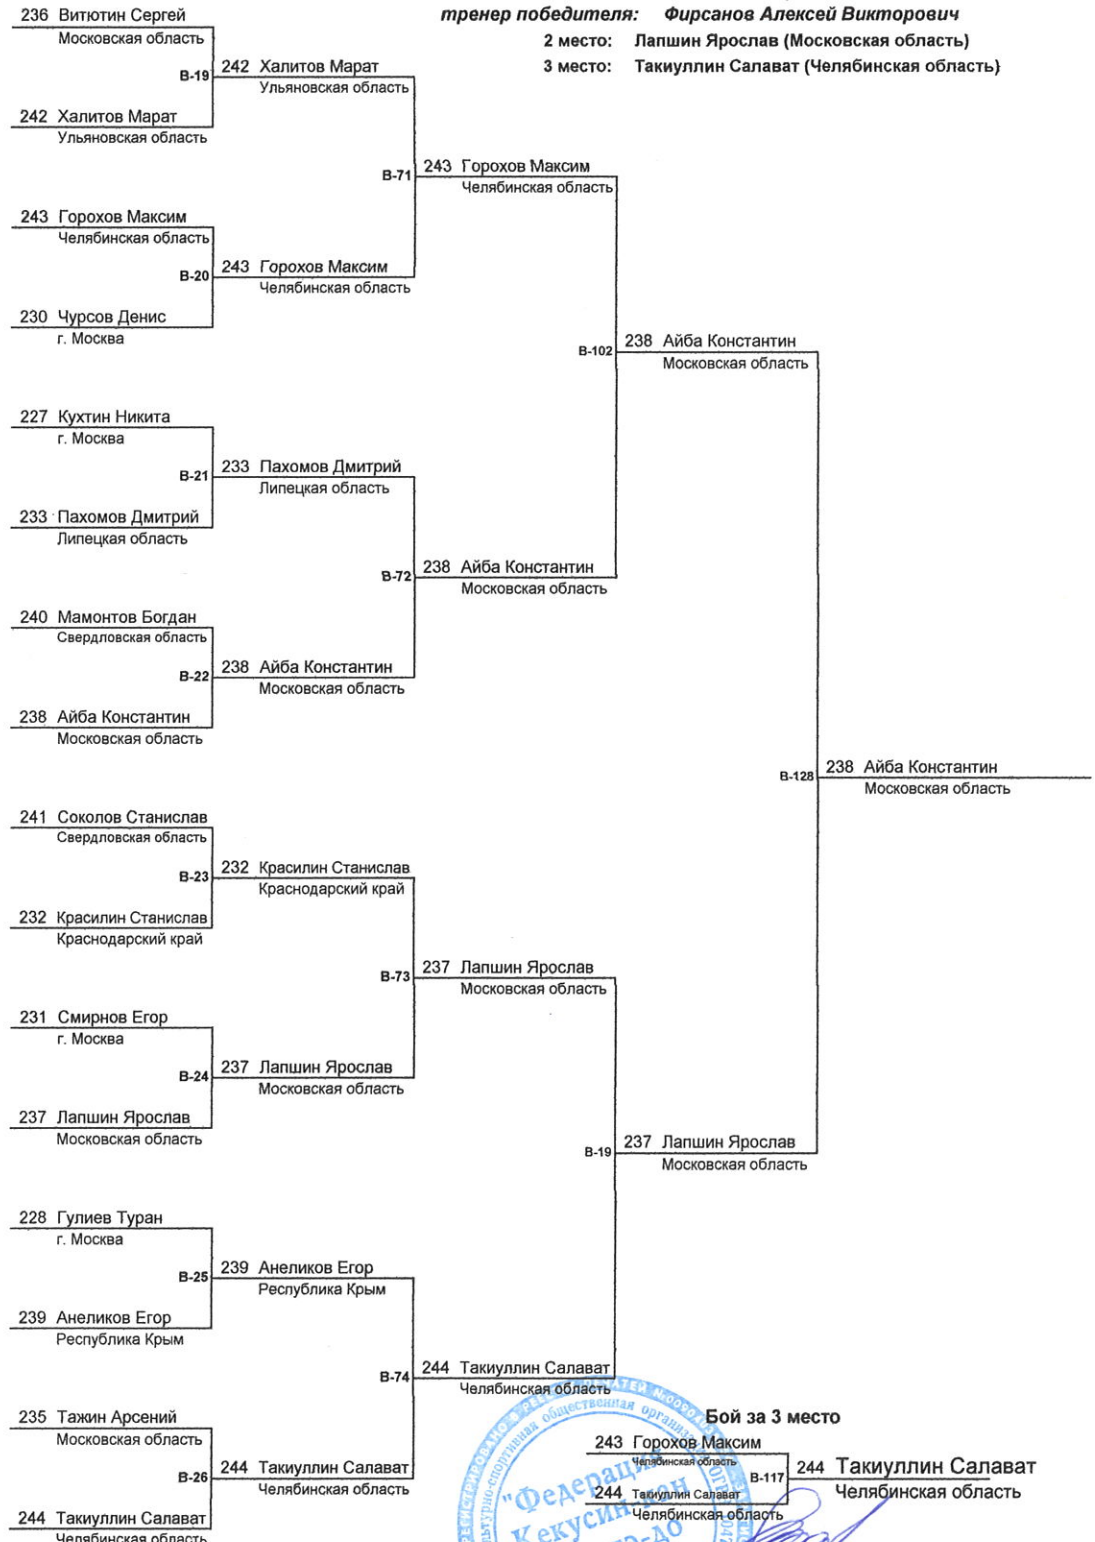 236 Витютин Сергей
Московская область
тренер победителя: Фирсанов Алексей Викторович
2 место: Лапшин Ярослав (Московская область)
3 место: Такиуллин Салават (Челябинская область)
В-19
242 Халитов Марат
Ульяновская область
242 Халитов Марат
Ульяновская область
В-71
243 Горохов Максим
Челябинская область
243 Горохов Максим
Челябинская область
В-20
243 Горохов Максим
Челябинская область
230 Чурсов Денис
г. Москва
В-102
238 Айба Константин
Московская область
227 Кухтин Никита
г. Москва
В-21
233 Пахомов Дмитрий
Липецкая область
233 Пахомов Дмитрий
Липецкая область
В-72
238 Айба Константин
Московская область
240 Мамонтов Богдан
Свердловская область
В-22
238 Айба Константин
Московская область
238 Айба Константин
Московская область
В-128
238 Айба Константин
Московская область
241 Соколов Станислав
Свердловская область
В-23
232 Красилин Станислав
Краснодарский край
232 Красилин Станислав
Краснодарский край
В-73
237 Лапшин Ярослав
Московская область
231 Смирнов Егор
г. Москва
В-24
237 Лапшин Ярослав
Московская область
237 Лапшин Ярослав
Московская область
В-19
237 Лапшин Ярослав
Московская область
228 Гулиев Туран
г. Москва
В-25
239 Анеликов Егор
Республика Крым
239 Анеликов Егор
Республика Крым
В-74
244 Такиуллин Салават
Челябинская область
235 Тажин Арсений
Московская область
В-26
244 Такиуллин Салават
Челябинская область
244 Такиуллин Салават
Челябинская область
Бой за 3 место
243 Горохов Максим
Челябинская область
В-117
244 Такиуллин Салават
Челябинская область
244 Такиуллин Салават
Челябинская область
общественная
"Федерация
Кекусин-кан